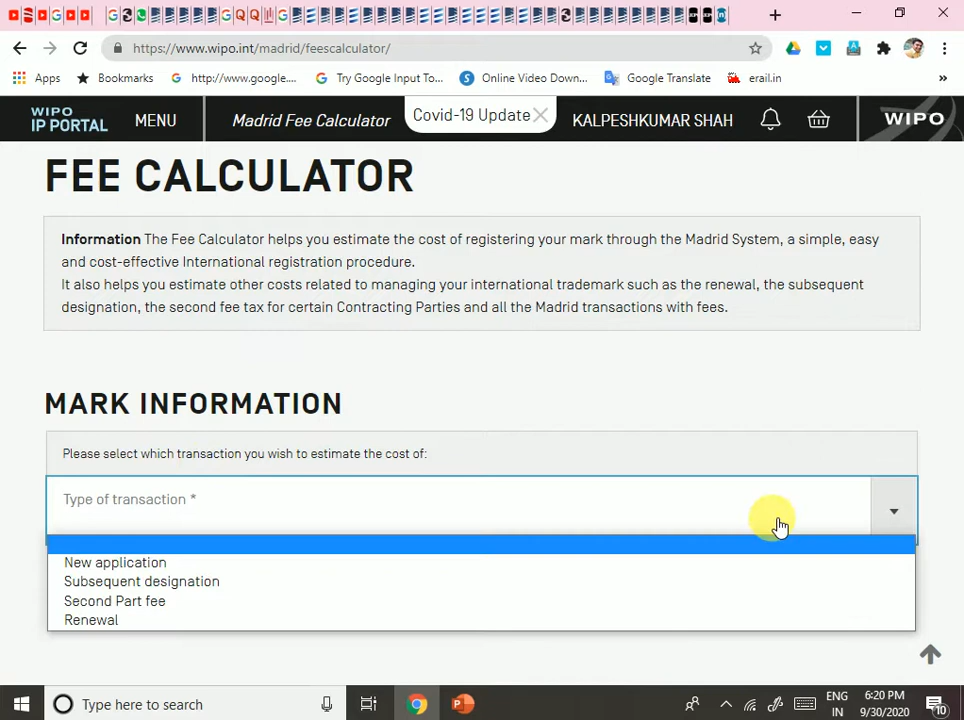 https://www.wipo.int/madrid/feescalculator/
Apps
Bookmarks
http://www.google....
Try Google Input To...
Online Video Down...
Google Translate
erail.in
»
WIPO
IP PORTAL
MENU
Madrid Fee Calculator
Covid-19 Update
KALPESHKUMAR SHAH
WIPO
FEE CALCULATOR
Information The Fee Calculator helps you estimate the cost of registering your mark through the Madrid System, a simple, easy
and cost-effective International registration procedure.
It also helps you estimate other costs related to managing your international trademark such as the renewal, the subsequent
designation, the second fee tax for certain Contracting Parties and all the Madrid transactions with fees.
MARK INFORMATION
Please select which transaction you wish to estimate the cost of:
Type of transaction *
New application
Subsequent designation
Second Part fee
Renewal
Type here to search
ENG
IN
6:20 PM
9/30/2020
10